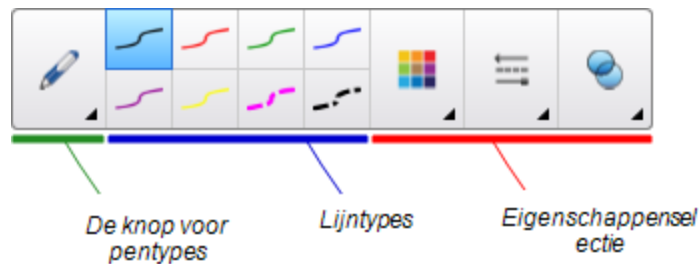 De knop voor
pentypes
Lijntypes
Eigenschappensel
ectie